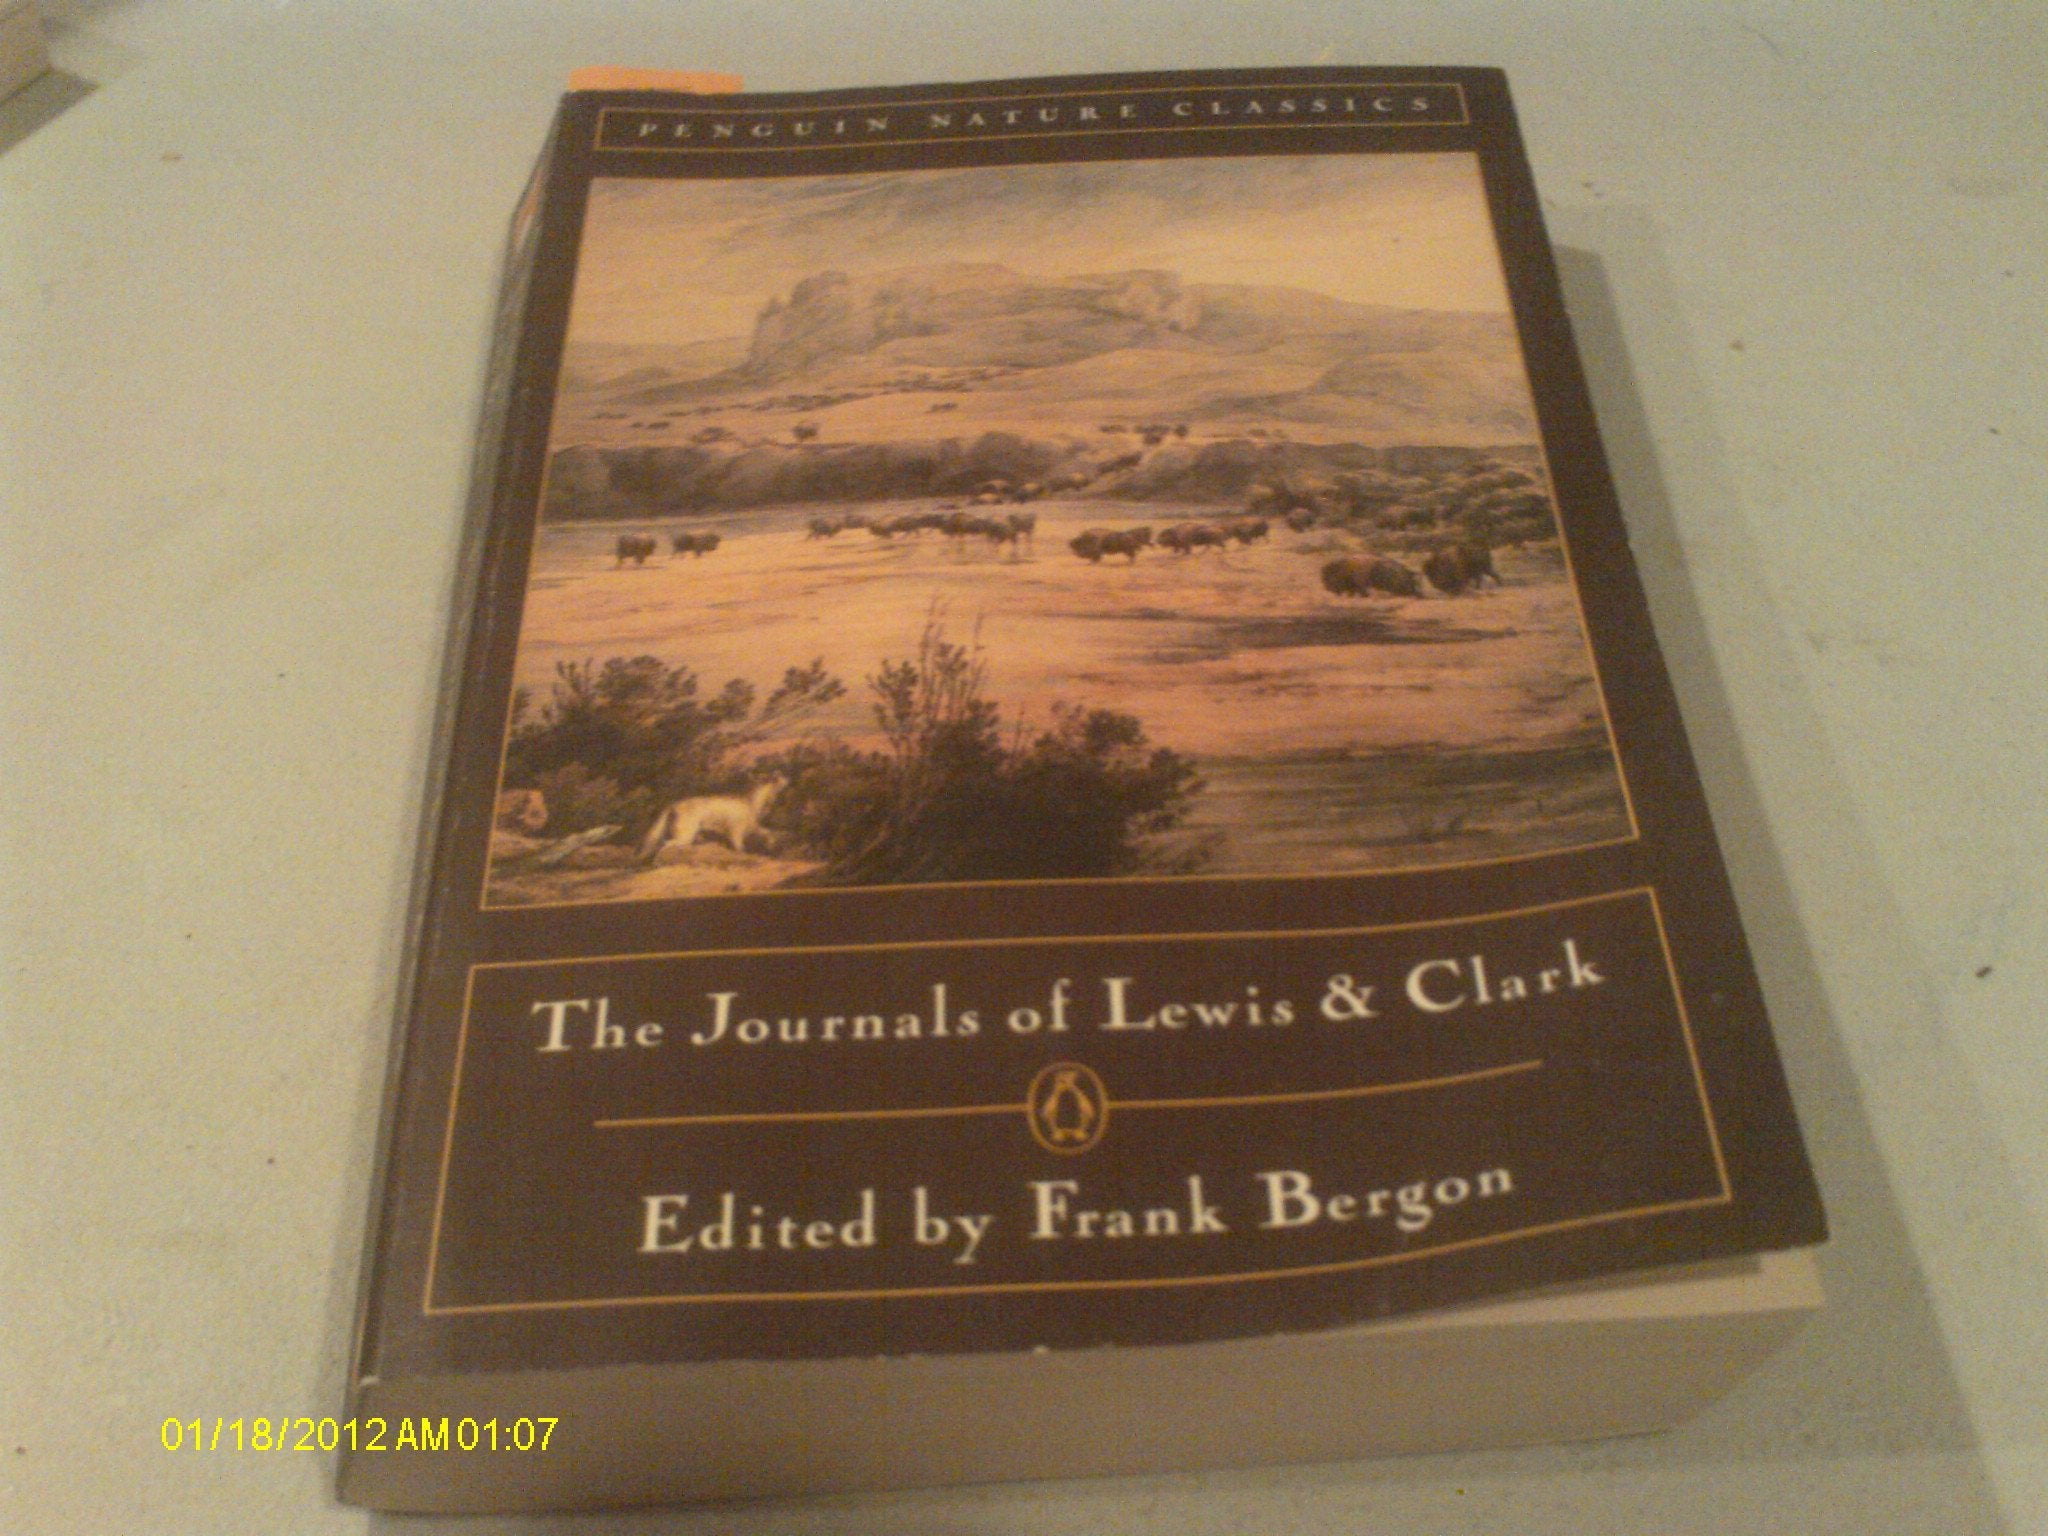 PENGUIN NATURE CLASSICS
The Journals of Lewis & Clark
Edited by Frank Bergon
01/18/2012 AM 01:07